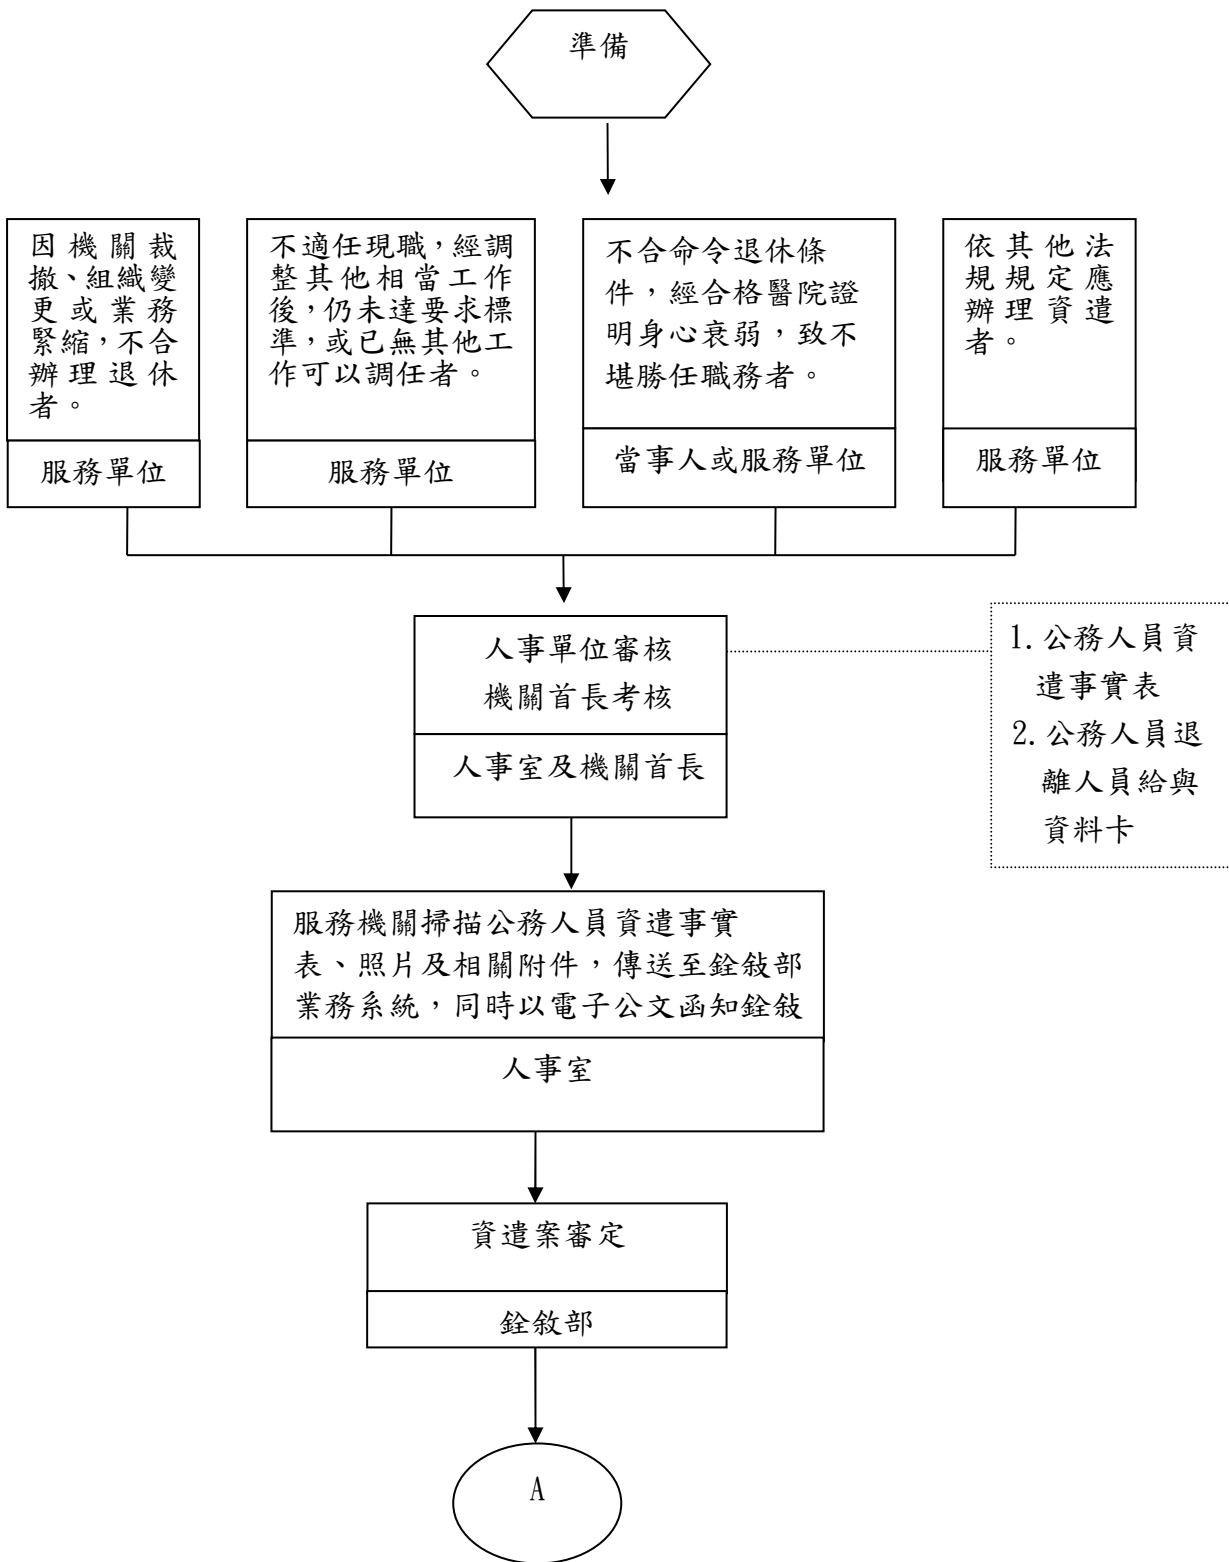 準備
因機關裁
撤、組織變
更或業務
緊縮，不合
辦理退休
者。
服務單位
不適任現職，經調
整其他相當工作
後，仍未達要求標
準，或已無其他工
作可以調任者。
服務單位
不合命令退休條
件，經合格醫院證
明身心衰弱，致不
堪勝任職務者。
當事人或服務單位
依其他法
規規定應
辦理資遣
者。
服務單位
人事單位審核
機關首長考核
人事室及機關首長
1.公務人員資
遣事實表
2.公務人員退
離人員給與
資料卡
服務機關掃描公務人員資遣事實
表、照片及相關附件，傳送至銓敍部
業務系統，同時以電子公文函知銓敍
人事室
資遣案審定
銓敘部
A